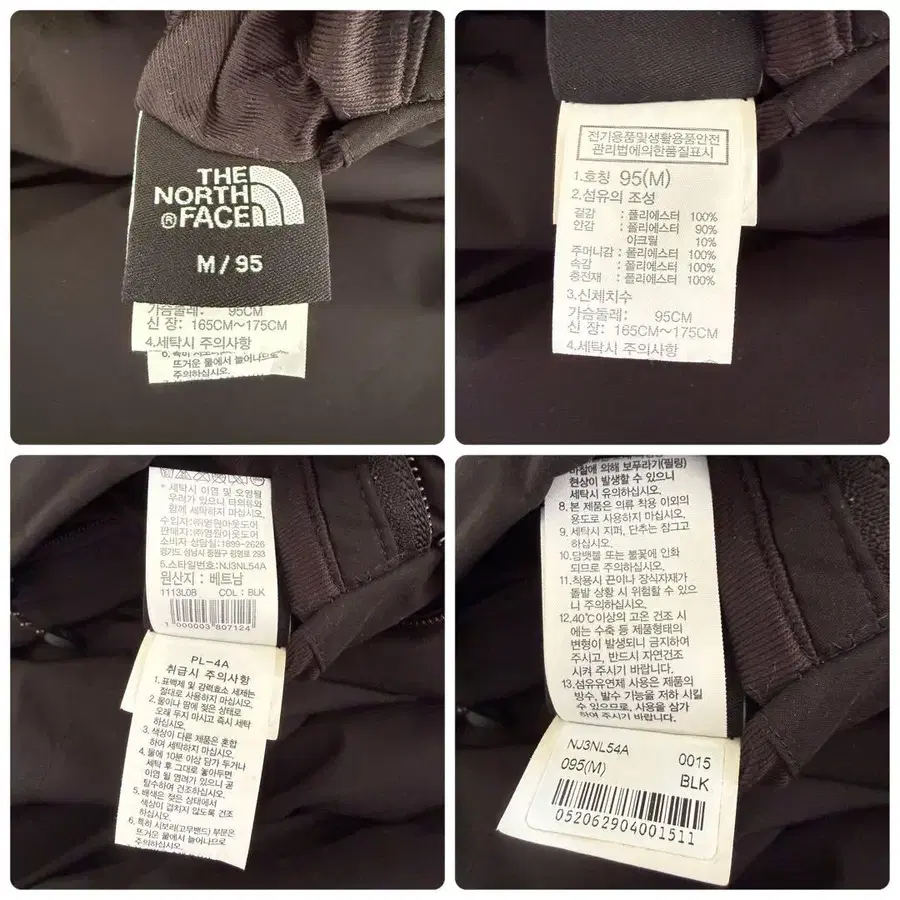 THE
NORTH
FACE
®
M/95
가슴둘레: 95CM
신 장: 165CM~175CM
4.세탁시 주의사항
뜨거운 물에서 늘어나므로
주의하십시오.
전기용품및생활용품안전
관리법에의한품질표시
1.호칭 95(M)
2.섬유의 조성
겉감 : 폴리에스터 100%
안감 : 폴리에스터 90%
아크릴 10%
주머니감 : 폴리에스터 100%
속감 : 폴리에스터 100%
충전재 : 폴리에스터 100%
3.신체치수
가슴둘레: 95CM
신 장: 165CM~175CM
4.세탁시 주의사항
* 세탁시 이염 및 오염될
우려가 있으니 타의류와
함께 세탁하지 마십시오.
수입자:㈜영원아웃도어
판매자:㈜영원아웃도어
소비자 상담실:1899-2626
경기도 성남시 중원구 갈마로 293
5.스타일번호:NJ3NL54A
원산지 : 베트남
1113L08 COL : BLK
1 000003 807124
PL-4A
취급시 주의사항
1. 표백제 및 강력효소 세제는
절대로 사용하지 마십시오.
2. 물이나 땀에 젖은 상태로
오래 두지 마시고 즉시 세탁
하십시오.
3. 색상이 다른 제품은 혼합
하여 세탁하지 마십시오.
4. 물에 10분 이상 담가 두거나
세탁 후 그대로 놓아두면
이염 될 염려가 있으니 곧
탈수하여 건조하십시오.
5. 배색은 젖은 상태에서
색상이 겹치지 않도록 건조
하십시오.
6. 특히 시보리(고무밴드) 부분은
뜨거운 물에서 늘어나므로
주의하십시오.
마찰에 의해 보푸라기(필링)
현상이 발생할 수 있으니
세탁시 유의하십시오.
8. 본 제품은 의류 착용 이외의
용도로 사용하지 마십시오.
9. 세탁시 지퍼, 단추는 잠그고
하십시오.
10. 담뱃불 또는 불꽃에 인화
되므로 주의하십시오.
11. 착용시 끈이나 장식자재가
돌발 상황 시 위험할 수 있으
니 주의하십시오.
12. 40℃이상의 고온 건조 시
에는 수축 등 제품형태의
변형이 발생되니 금지하여
주시고, 반드시 자연건조
시켜 주시기 바랍니다.
13. 섬유유연제 사용은 제품의
방수, 발수 기능을 저하 시킬
수 있으므로, 사용을 삼가
하여 주시기 바랍니다.
NJ3NL54A 0015
095(M) BLK
052062904001511